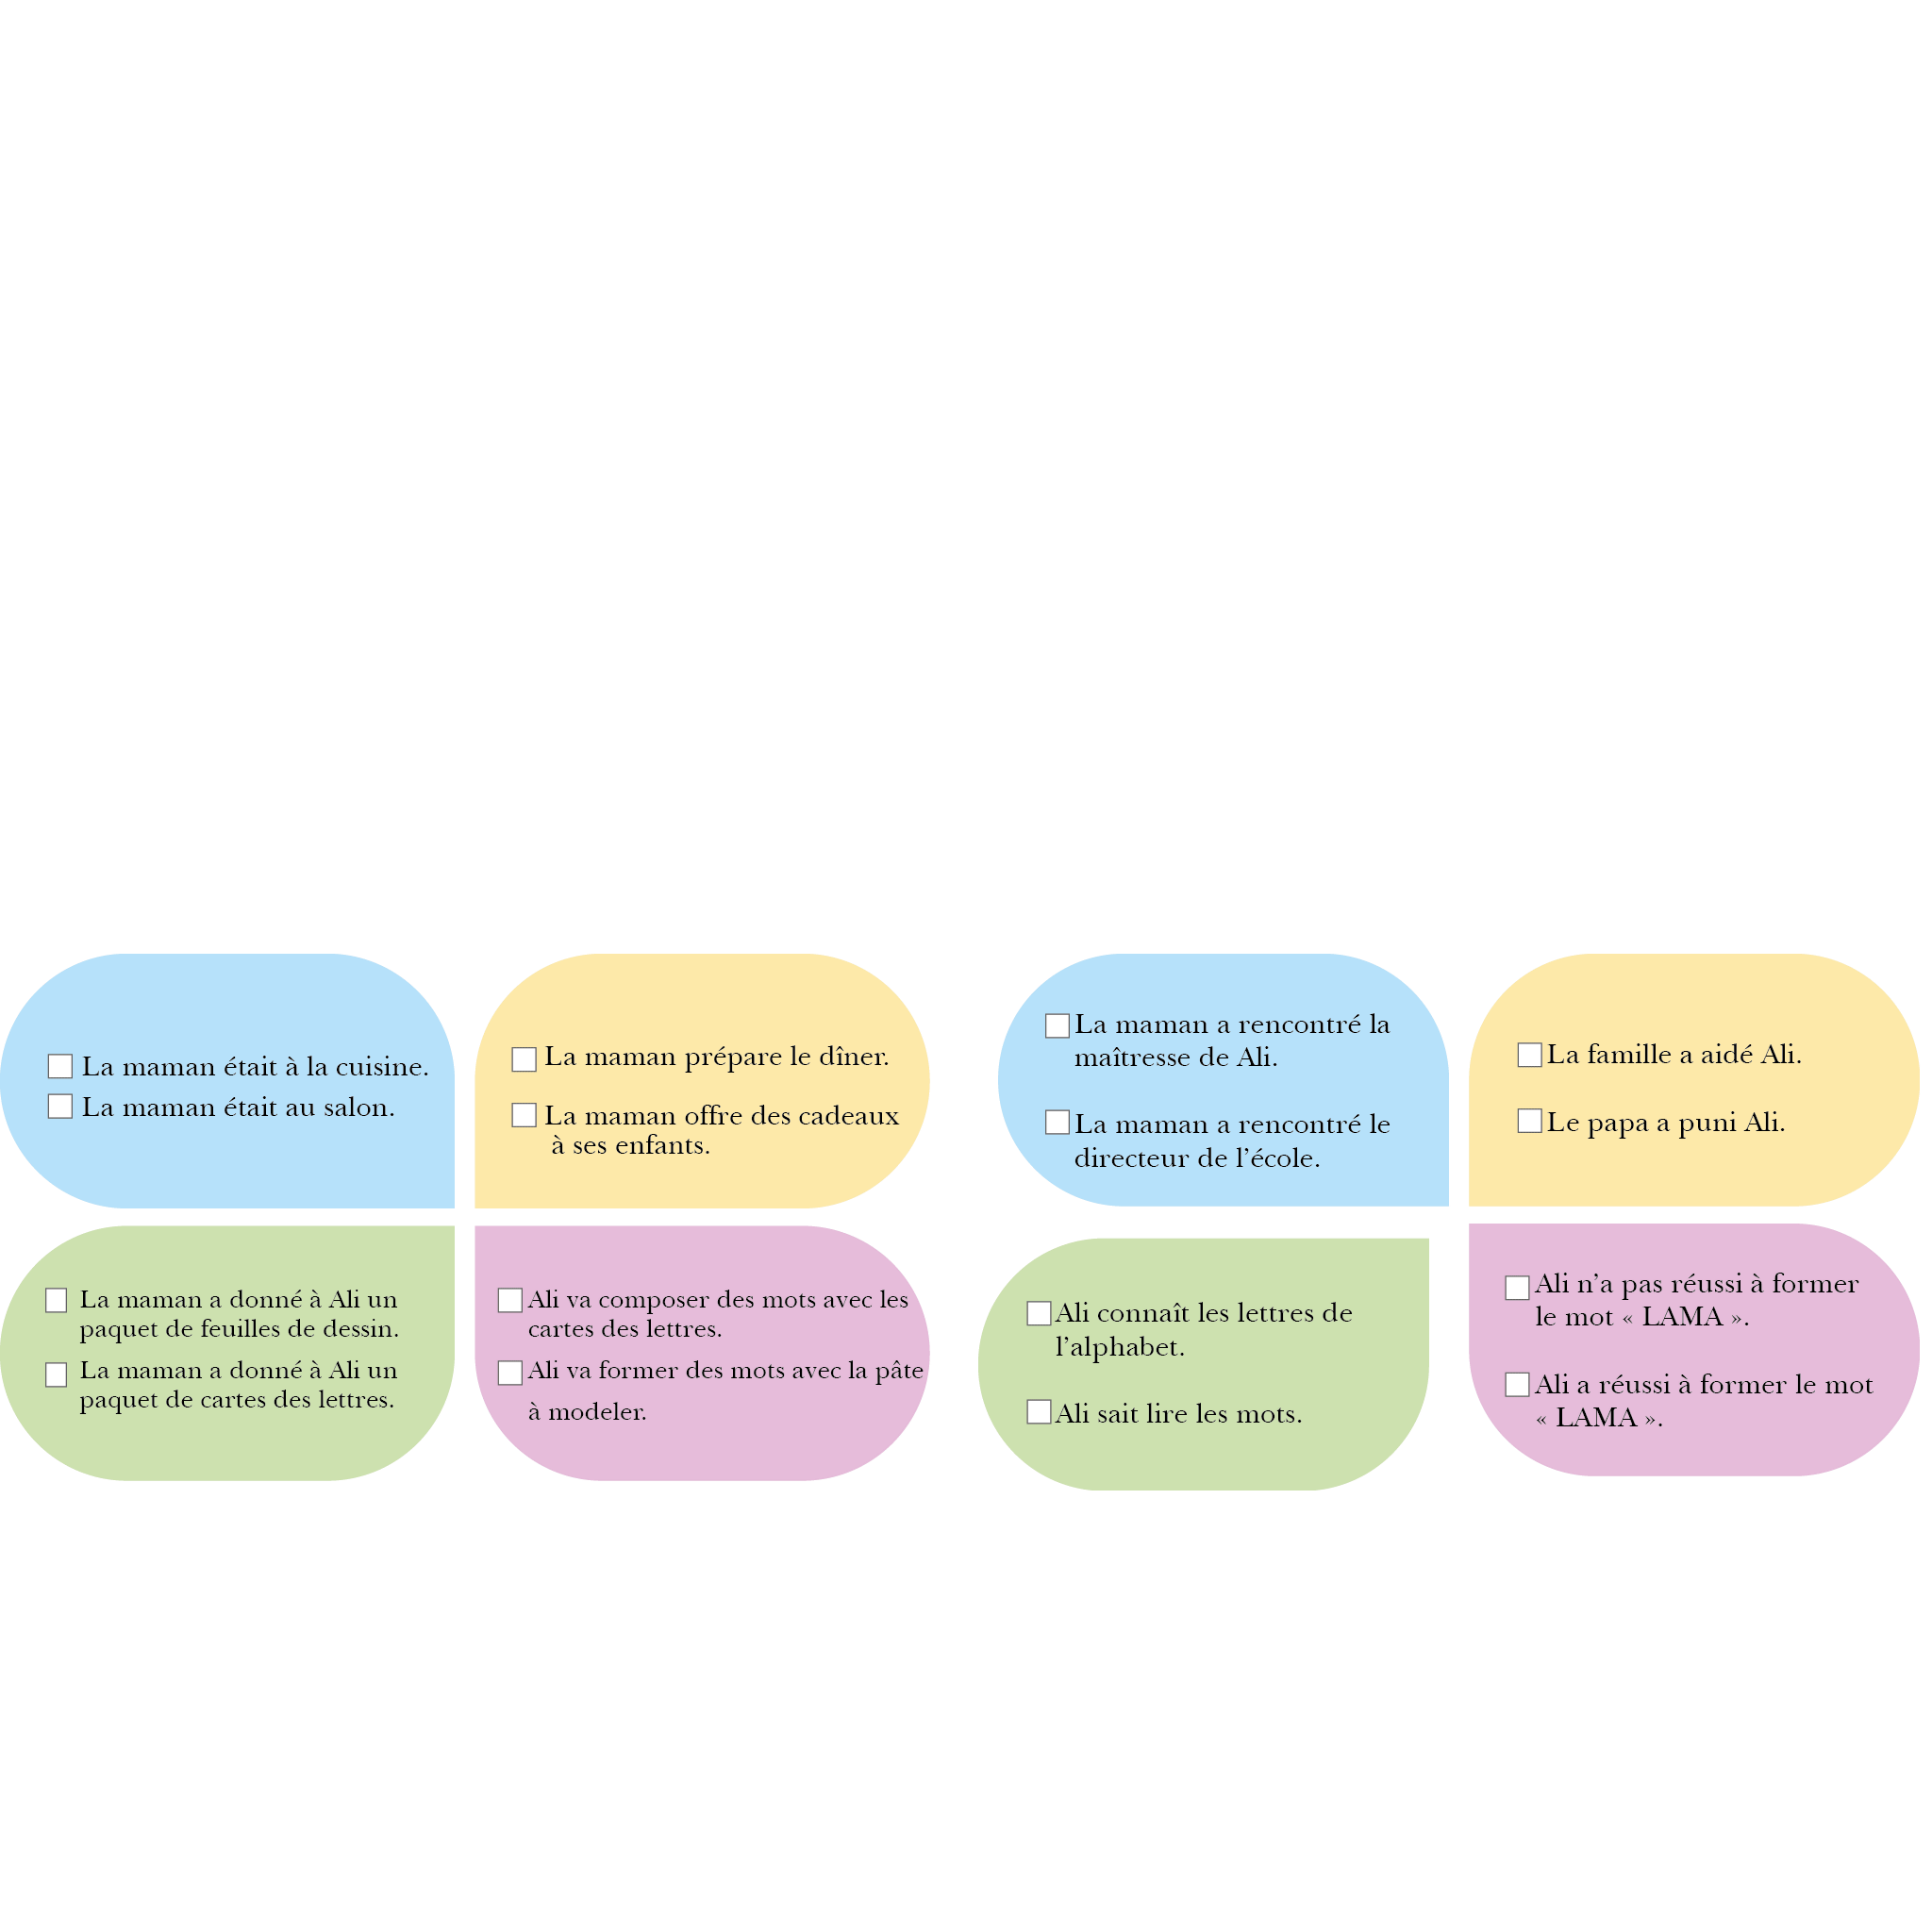 La maman était à la cuisine.
La maman était au salon.
La maman prépare le dîner.
La maman offre des cadeaux
à ses enfants.
La maman a donné à Ali un
paquet de feuilles de dessin.
La maman a donné à Ali un
paquet de cartes des lettres.
Ali va composer des mots avec les
cartes des lettres.
Ali va former des mots avec la pâte
à modeler.
La maman a rencontré la
maîtresse de Ali.
La maman a rencontré le
directeur de l’école.
La famille a aidé Ali.
Le papa a puni Ali.
Ali connaît les lettres de
l’alphabet.
Ali sait lire les mots.
Ali n’a pas réussi à former
le mot « LAMA ».
Ali a réussi à former le mot
« LAMA ».